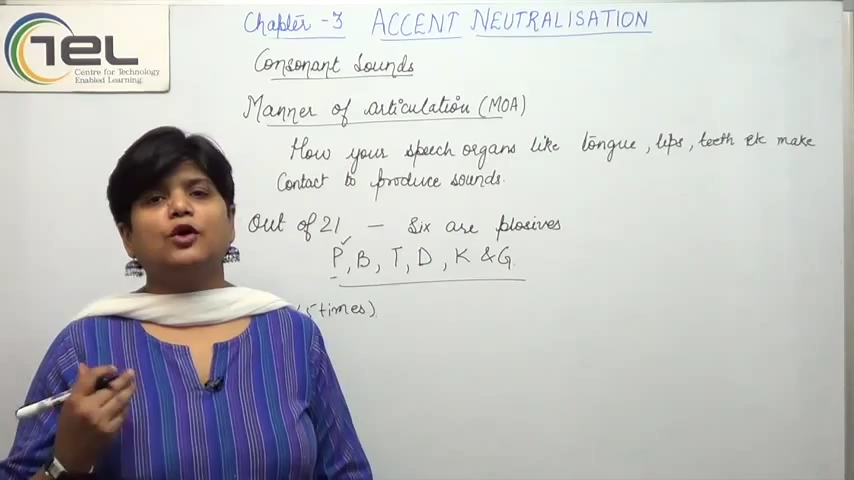 TEL
Centre for Technology
Enabled Learning.
Chapter -3 ACCENT NEUTRALISATION
Consonant Sounds
Manner of articulation (MOA)
How your speech organs like tongue, lips, teeth etc make
Contact to produce sounds.
Out of 21 — Six are plosives
P, B, T, D, K & G.
(5 times)